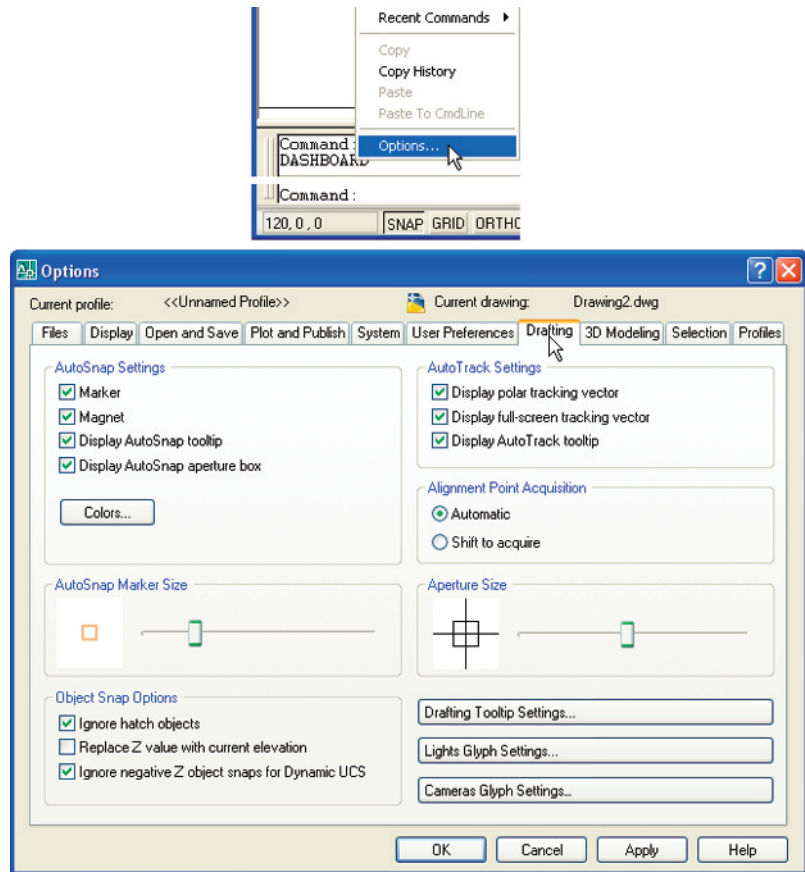 Recent Commands
Copy
Copy History
Paste
Paste To CmdLine
Options...
Command:
DASHBOARD
Command:
120,0,0 SNAP GRID ORTHO
Options
Current profile: <<Unnamed Profile>> Current drawing: Drawing2.dwg
Files Display Open and Save Plot and Publish System User Preferences Drafting 3D Modeling Selection Profiles
AutoSnap Settings
Marker
Magnet
Display AutoSnap tooltip
Display AutoSnap aperture box
Colors...
AutoTrack Settings
Display polar tracking vector
Display full-screen tracking vector
Display AutoTrack tooltip
Alignment Point Acquisition
Automatic
Shift to acquire
AutoSnap Marker Size
Aperture Size
Object Snap Options
Ignore hatch objects
Replace Z value with current elevation
Ignore negative Z object snaps for Dynamic UCS
Drafting Tooltip Settings...
Lights Glyph Settings...
Cameras Glyph Settings...
OK Cancel Apply Help